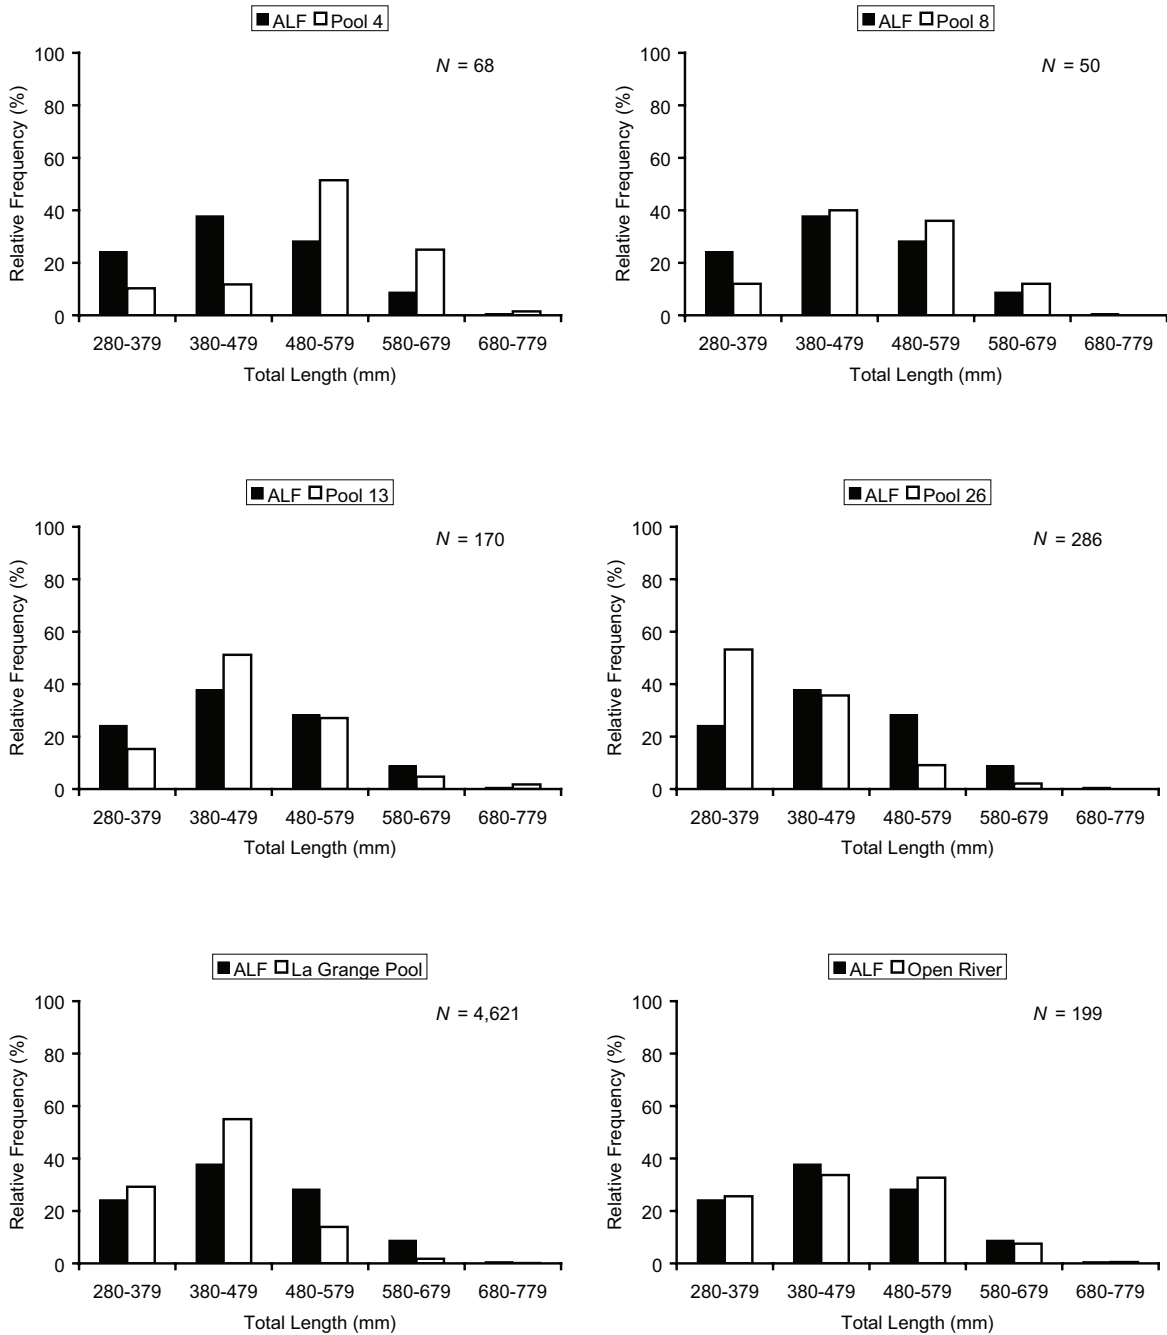 ALF Pool 4
N = 68
Relative Frequency (%)
100
80
60
40
20
0
280-379 380-479 480-579 580-679 680-779
Total Length (mm)
ALF Pool 8
N = 50
Relative Frequency (%)
100
80
60
40
20
0
280-379 380-479 480-579 580-679 680-779
Total Length (mm)
ALF Pool 13
N = 170
Relative Frequency (%)
100
80
60
40
20
0
280-379 380-479 480-579 580-679 680-779
Total Length (mm)
ALF Pool 26
N = 286
Relative Frequency (%)
100
80
60
40
20
0
280-379 380-479 480-579 580-679 680-779
Total Length (mm)
ALF La Grange Pool
N = 4,621
Relative Frequency (%)
100
80
60
40
20
0
280-379 380-479 480-579 580-679 680-779
Total Length (mm)
ALF Open River
N = 199
Relative Frequency (%)
100
80
60
40
20
0
280-379 380-479 480-579 580-679 680-779
Total Length (mm)